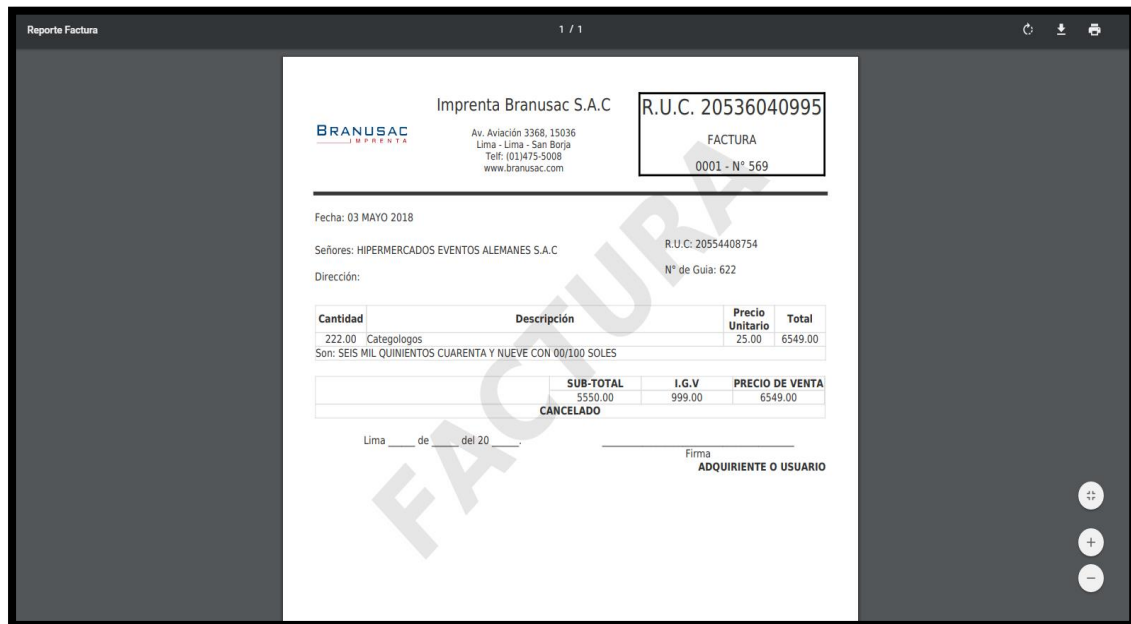 Reporte Factura
1 / 1
BRANUSAC
IMPRENTA
Imprenta Branusac S.A.C
Av. Aviación 3368, 15036
Lima - Lima - San Borja
Telf: (01)475-5008
www.branusac.com
R.U.C. 20536040995
FACTURA
0001 - N° 569
Fecha: 03 MAYO 2018
Señores: HIPERMERCADOS EVENTOS ALEMANES S.A.C
R.U.C: 20554408754
Dirección:
N° de Guia: 622
Cantidad Descripción Precio Unitario Total
222.00 Categologos 25.00 6549.00
Son: SEIS MIL QUINIENTOS CUARENTA Y NUEVE CON 00/100 SOLES
SUB-TOTAL I.G.V PRECIO DE VENTA
5550.00 999.00 6549.00
CANCELADO
Lima _____ de _____ del 20 _____.
Firma
ADQUIRIENTE O USUARIO
FACTURA